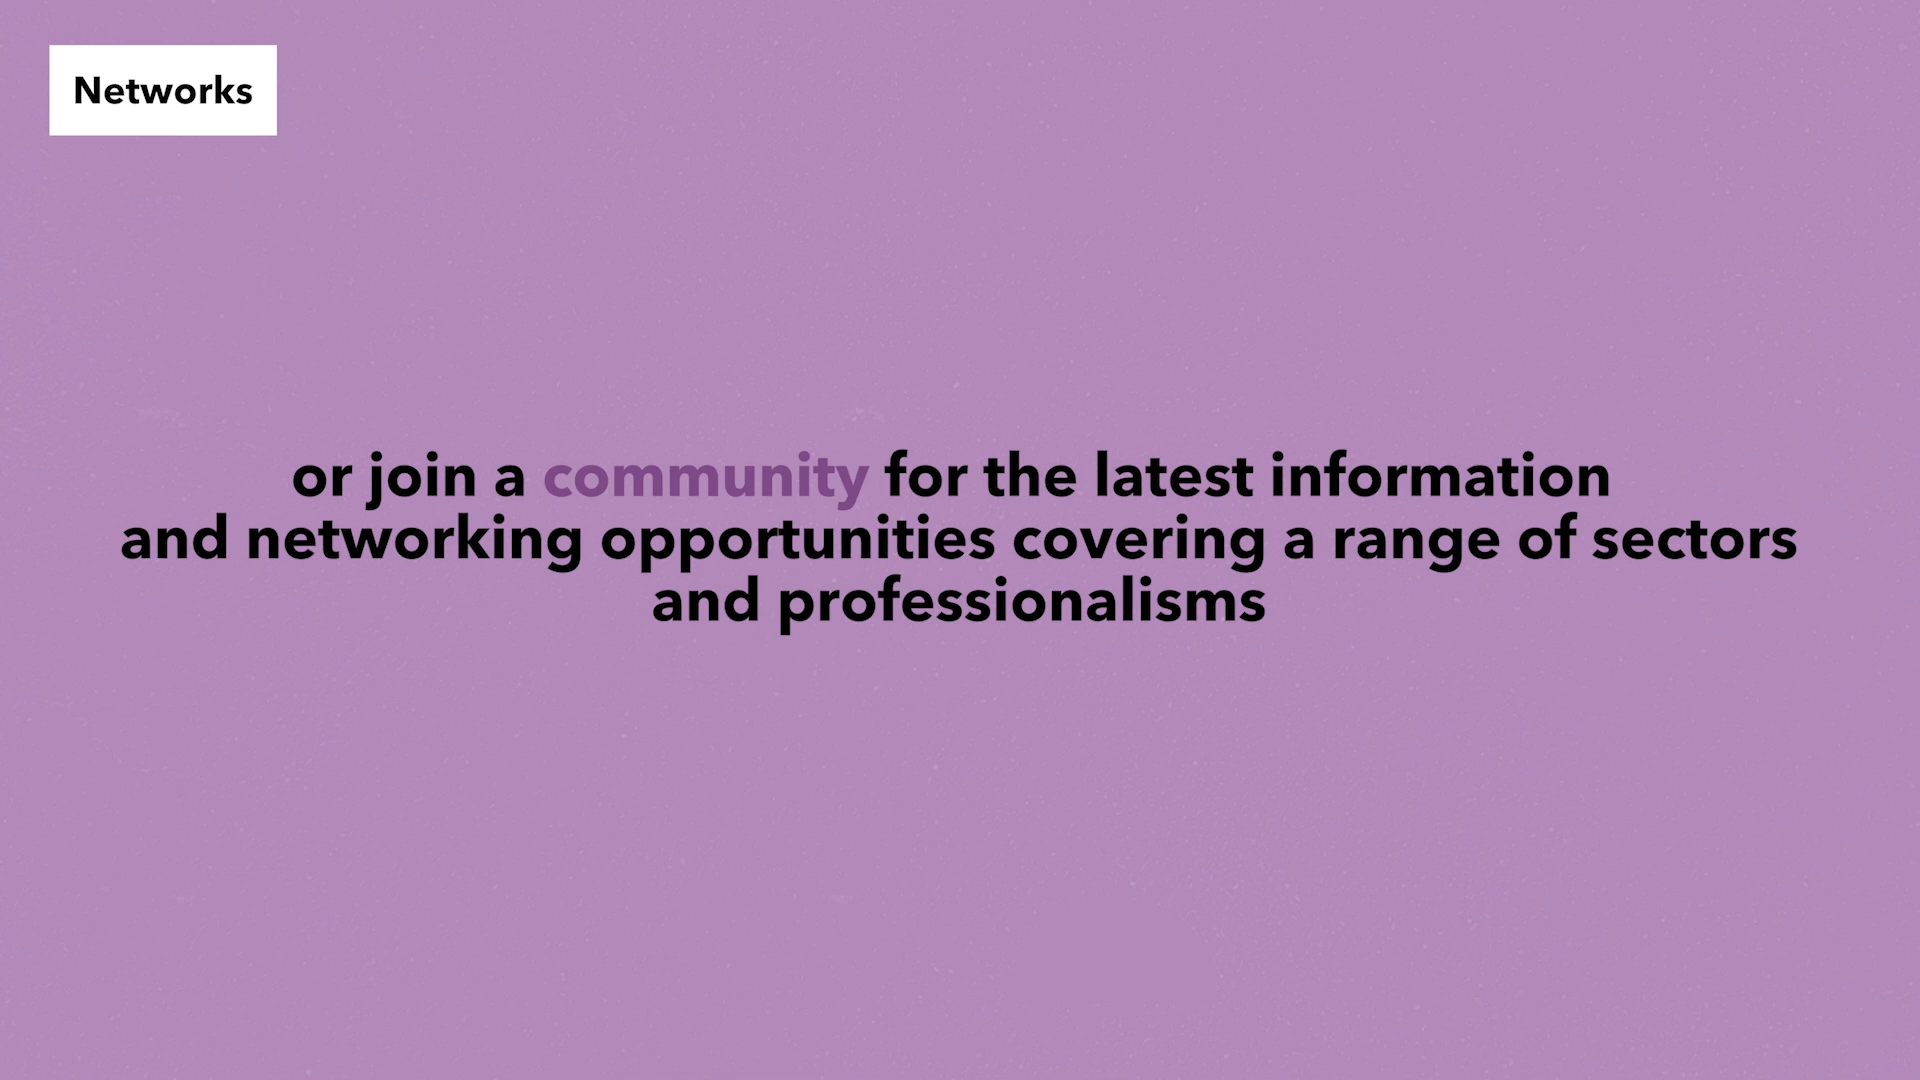 Networks
or join a community for the latest information
and networking opportunities covering a range of sectors
and professionalisms